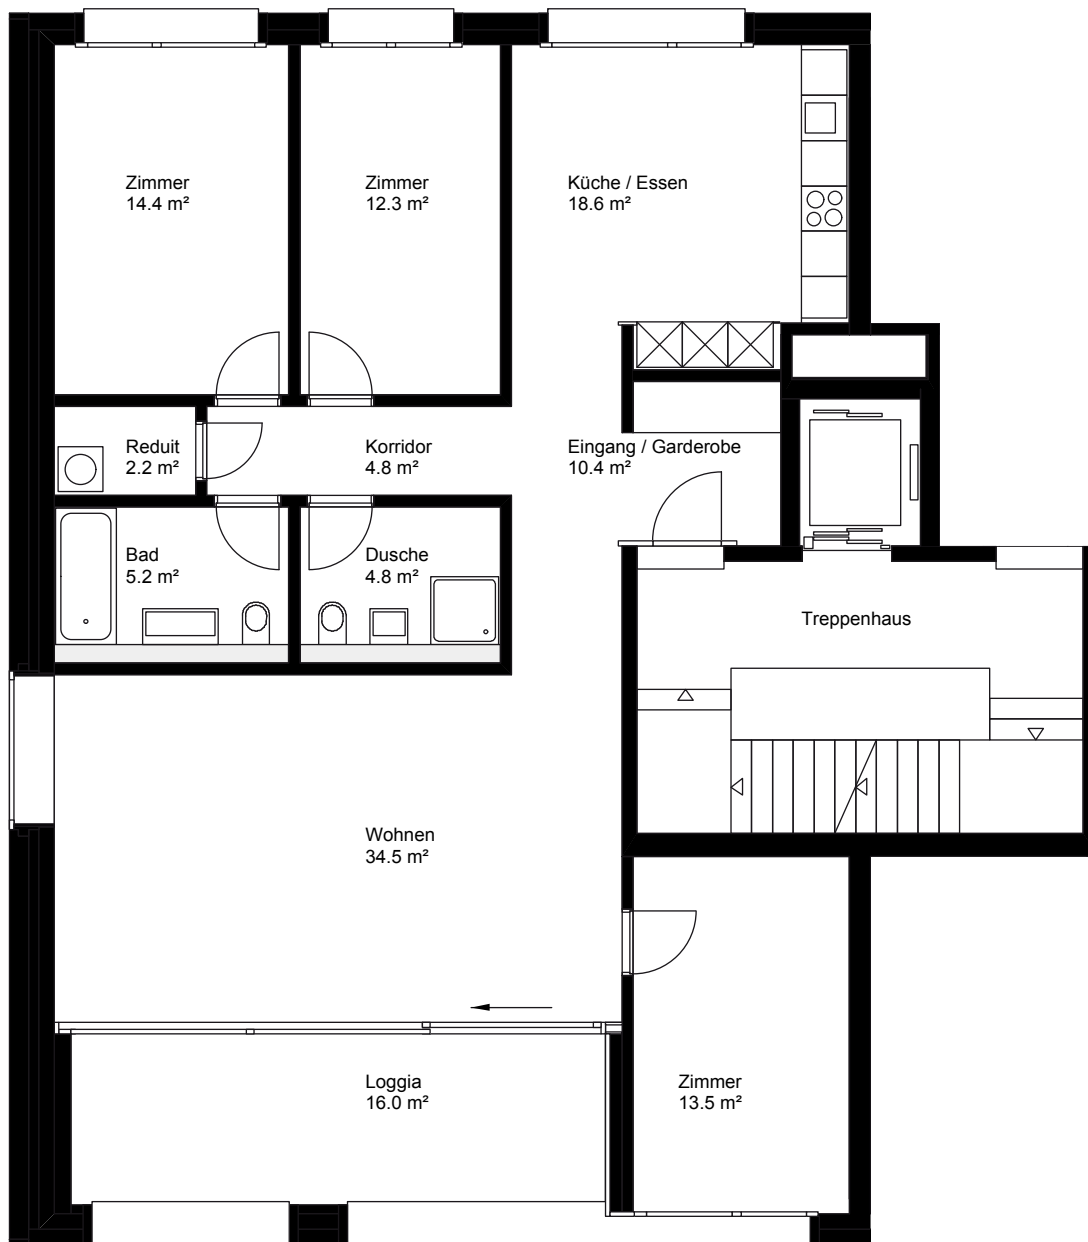 Zimmer
14.4 m²
Zimmer
12.3 m²
Küche / Essen
18.6 m²
Reduit
2.2 m²
Korridor
4.8 m²
Eingang / Garderobe
10.4 m²
Bad
5.2 m²
Dusche
4.8 m²
Treppenhaus
Wohnen
34.5 m²
Loggia
16.0 m²
Zimmer
13.5 m²